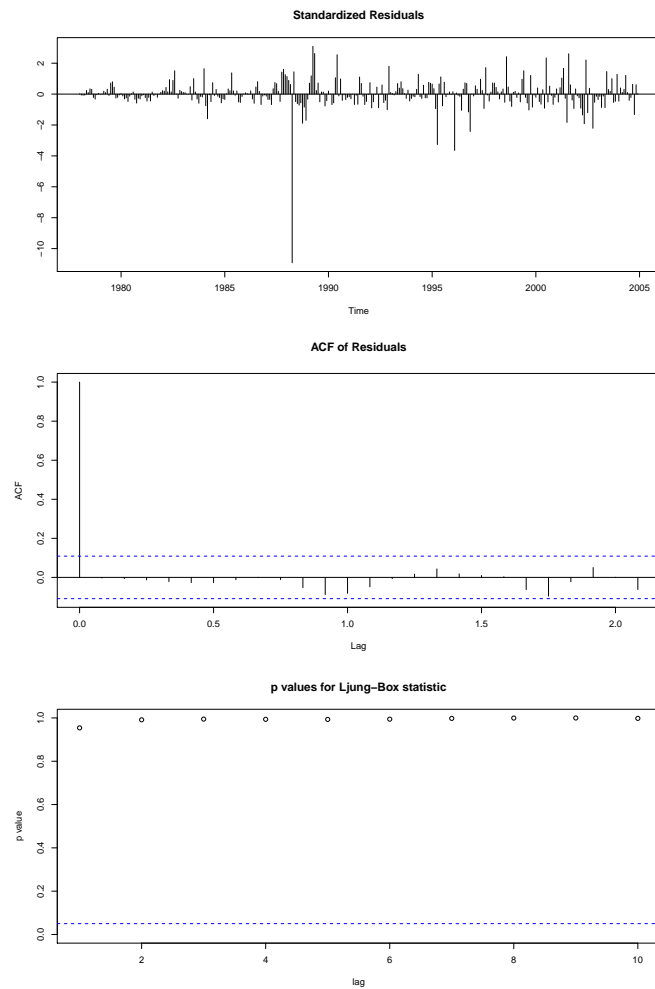 Standardized Residuals
2
0
−2
−4
−6
−8
−10
1980 1985 1990 1995 2000 2005
Time
ACF of Residuals
1.0
0.8
0.6
0.4
0.2
0.0
ACF
0.0 0.5 1.0 1.5 2.0
Lag
p values for Ljung−Box statistic
1.0
0.8
0.6
0.4
0.2
0.0
p value
2 4 6 8 10
lag